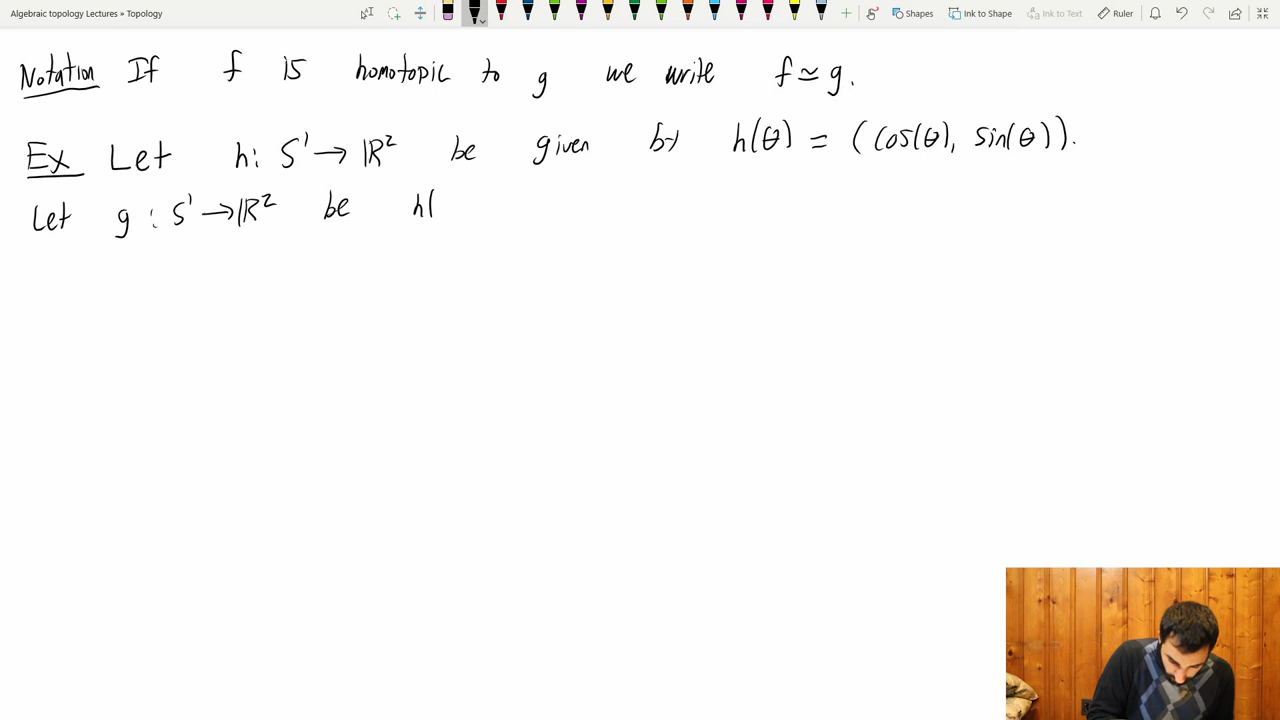 Algebraic topology Lectures » Topology
Shapes Ink to Shape Ink to Text Ruler
Notation If f is homotopic to g we write f ≃ g.
Ex Let h: S¹ → ℝ² be given by h(θ) = (cos(θ), sin(θ)).
Let g : S¹ → ℝ² be h(